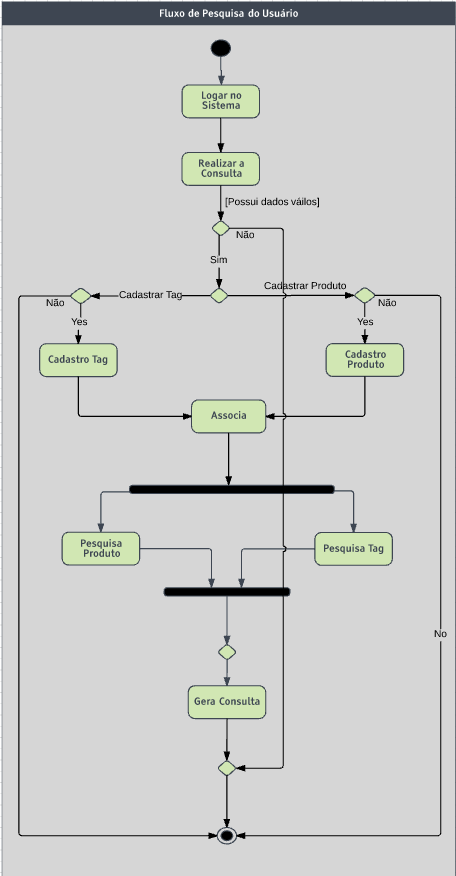 Fluxo de Pesquisa do Usuário
Logar no
Sistema
Realizar a
Consulta
[Possui dados váilos]
Não
Sim
Cadastrar Tag
Cadastrar Produto
Não
Não
Yes
Yes
Cadastro Tag
Cadastro
Produto
Associa
Pesquisa
Produto
Pesquisa Tag
No
Gera Consulta